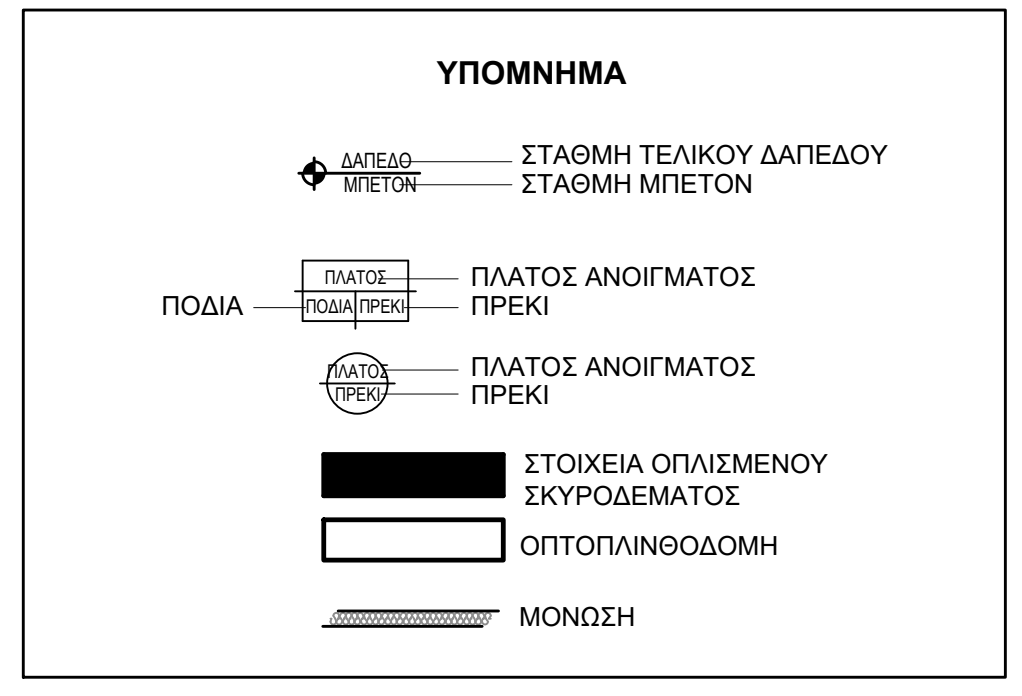 ΥΠΟΜΝΗΜΑ
ΔΑΠΕΔΟ ΣΤΑΘΜΗ ΤΕΛΙΚΟΥ ΔΑΠΕΔΟΥ
ΜΠΕΤΟΝ ΣΤΑΘΜΗ ΜΠΕΤΟΝ
ΠΛΑΤΟΣ ΠΛΑΤΟΣ ΑΝΟΙΓΜΑΤΟΣ
ΠΟΔΙΑ ΠΟΔΙΑ ΠΡΕΚΙ ΠΡΕΚΙ
ΠΛΑΤΟΣ ΠΛΑΤΟΣ ΑΝΟΙΓΜΑΤΟΣ
ΠΡΕΚΙ ΠΡΕΚΙ
ΣΤΟΙΧΕΙΑ ΟΠΛΙΣΜΕΝΟΥ
ΣΚΥΡΟΔΕΜΑΤΟΣ
ΟΠΤΟΠΛΙΝΘΟΔΟΜΗ
ΜΟΝΩΣΗ